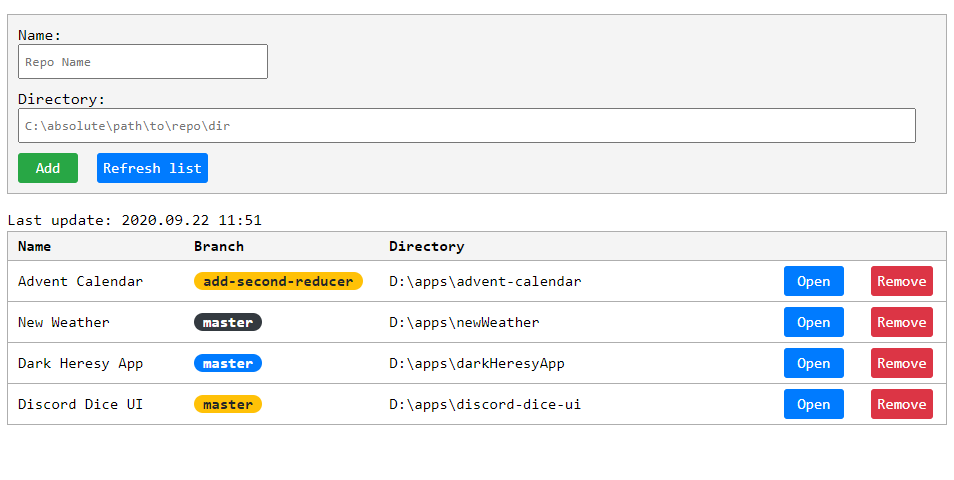 Name:
Repo Name
Directory:
C:\absolute\path\to\repo\dir
Add Refresh list
Last update: 2020.09.22 11:51
Name Branch Directory
Advent Calendar add-second-reducer D:\apps\advent-calendar Open Remove
New Weather master D:\apps\newWeather Open Remove
Dark Heresy App master D:\apps\darkHeresyApp Open Remove
Discord Dice UI master D:\apps\discord-dice-ui Open Remove